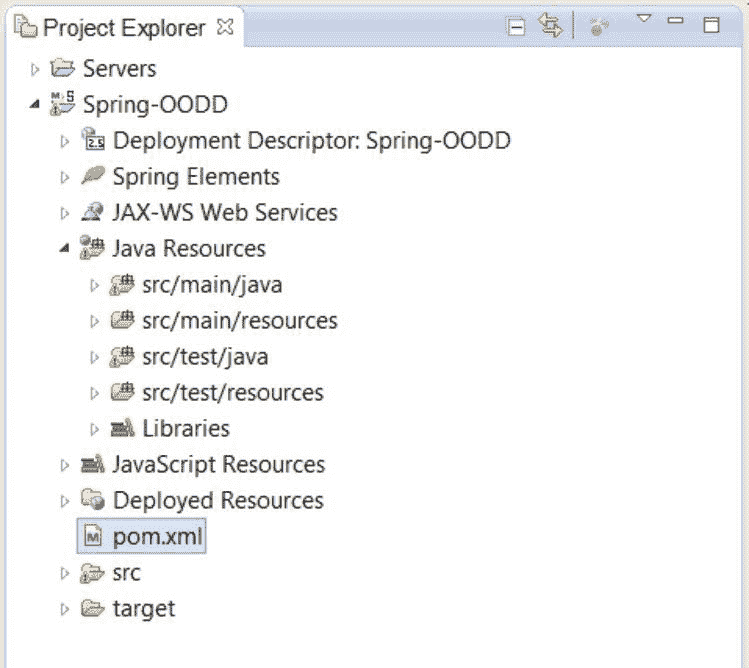 Project Explorer
Servers
Spring-OODD
Deployment Descriptor: Spring-OODD
Spring Elements
JAX-WS Web Services
Java Resources
src/main/java
src/main/resources
src/test/java
src/test/resources
Libraries
JavaScript Resources
Deployed Resources
pom.xml
src
target